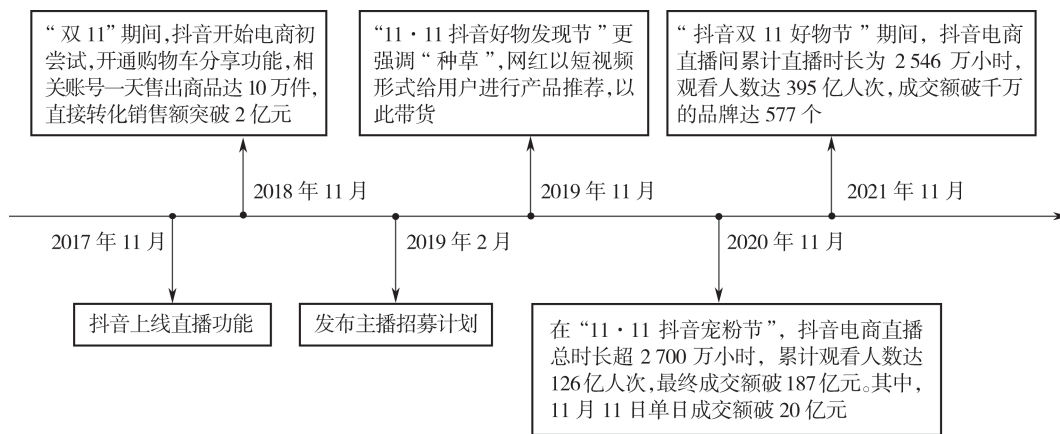 “双 11”期间,抖音开始电商初
尝试,开通购物车分享功能,相
关账号一天售出商品达 10 万件,
直接转化销售额突破 2 亿元
“11·11 抖音好物发现节”更
强调“种草”,网红以短视频
形式给用户进行产品推荐,以
此带货
“抖音双 11 好物节”期间，抖音电商
直播间累计直播时长为 2 546 万小时，
观看人数达 395 亿人次，成交额破千万
的品牌达 577 个
2018 年 11 月
2019 年 11 月
2021 年 11 月
2017 年 11 月
2019 年 2 月
2020 年 11 月
抖音上线直播功能
发布主播招募计划
在“11·11 抖音宠粉节”，抖音电商直播
总时长超 2 700 万小时，累计观看人数达
126亿人次,最终成交额破187亿元。其中，
11 月 11 日单日成交额破 20 亿元